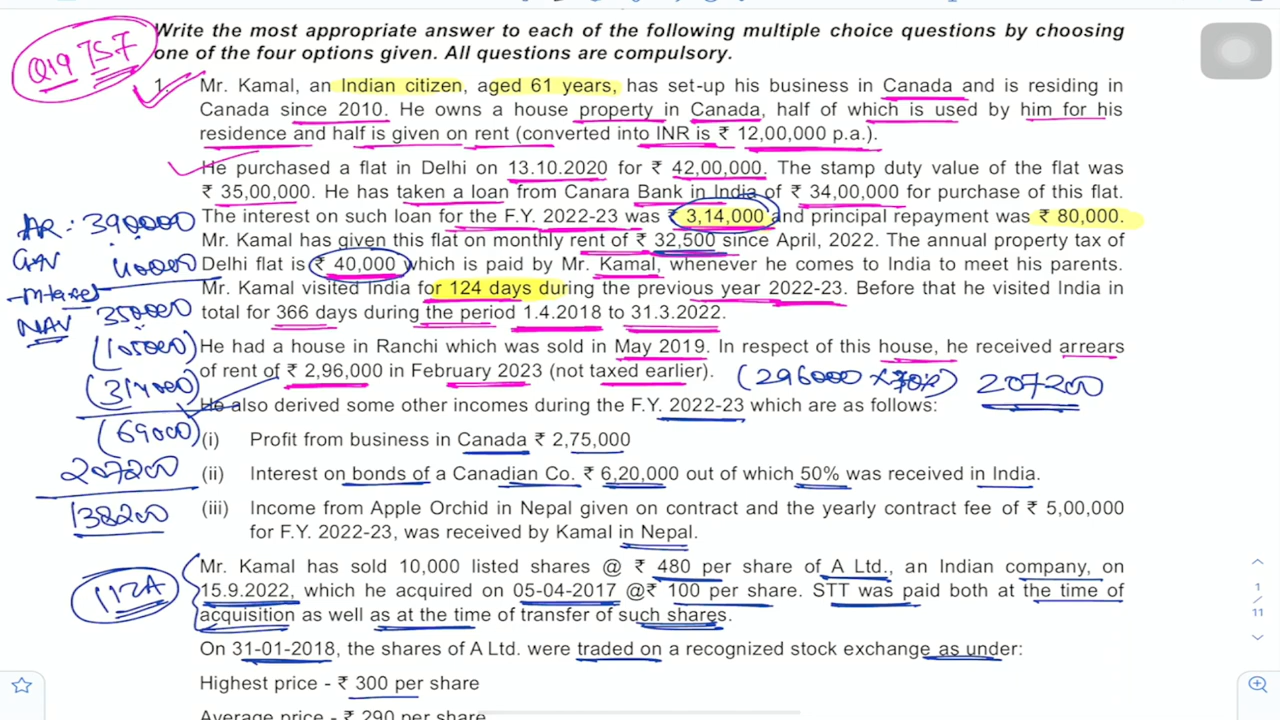 Write the most appropriate answer to each of the following multiple choice questions by choosing
one of the four options given. All questions are compulsory.
Q19 757
1. Mr. Kamal, an Indian citizen, aged 61 years, has set-up his business in Canada and is residing in
Canada since 2010. He owns a house property in Canada, half of which is used by him for his
residence and half is given on rent (converted into INR is ₹ 12,00,000 p.a.).
He purchased a flat in Delhi on 13.10.2020 for ₹ 42,00,000. The stamp duty value of the flat was
₹ 35,00,000. He has taken a loan from Canara Bank in India of ₹ 34,00,000 for purchase of this flat.
The interest on such loan for the F.Y. 2022-23 was ₹ 3,14,000 and principal repayment was ₹ 80,000.
Mr. Kamal has given this flat on monthly rent of ₹ 32,500 since April, 2022. The annual property tax of
Delhi flat is ₹ 40,000 which is paid by Mr. Kamal, whenever he comes to India to meet his parents.
Mr. Kamal visited India for 124 days during the previous year 2022-23. Before that he visited India in
total for 366 days during the period 1.4.2018 to 31.3.2022.
AR: 390000
GAV 40000
-M-taxes
NAV 350000
(105000)
(314000)
(69000)
207200
138200
He had a house in Ranchi which was sold in May 2019. In respect of this house, he received arrears
of rent of ₹ 2,96,000 in February 2023 (not taxed earlier).
(296000 x 70%) 207200
He also derived some other incomes during the F.Y. 2022-23 which are as follows:
(i) Profit from business in Canada ₹ 2,75,000
(ii) Interest on bonds of a Canadian Co. ₹ 6,20,000 out of which 50% was received in India.
(iii) Income from Apple Orchid in Nepal given on contract and the yearly contract fee of ₹ 5,00,000
for F.Y. 2022-23, was received by Kamal in Nepal.
112A
Mr. Kamal has sold 10,000 listed shares @ ₹ 480 per share of A Ltd., an Indian company, on
15.9.2022, which he acquired on 05-04-2017 @₹ 100 per share. STT was paid both at the time of
acquisition as well as at the time of transfer of such shares.
On 31-01-2018, the shares of A Ltd. were traded on a recognized stock exchange as under:
Highest price - ₹ 300 per share
Average price - ₹ 290 per share
1
/
11